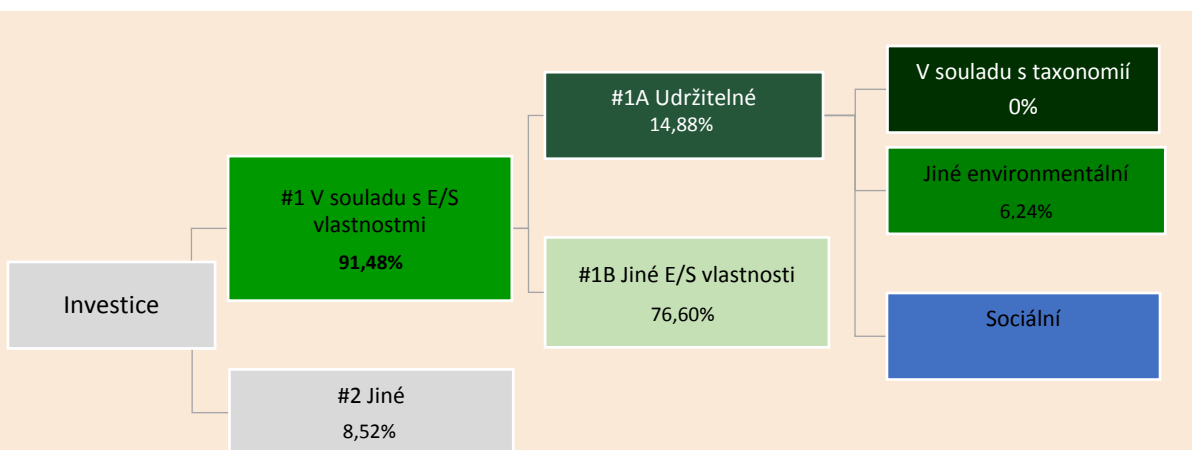 Investice
#1 V souladu s E/S
vlastnostmi
91,48%
#2 Jiné
8,52%
#1A Udržitelné
14,88%
#1B Jiné E/S vlastnosti
76,60%
V souladu s taxonomií
0%
Jiné environmentální
6,24%
Sociální